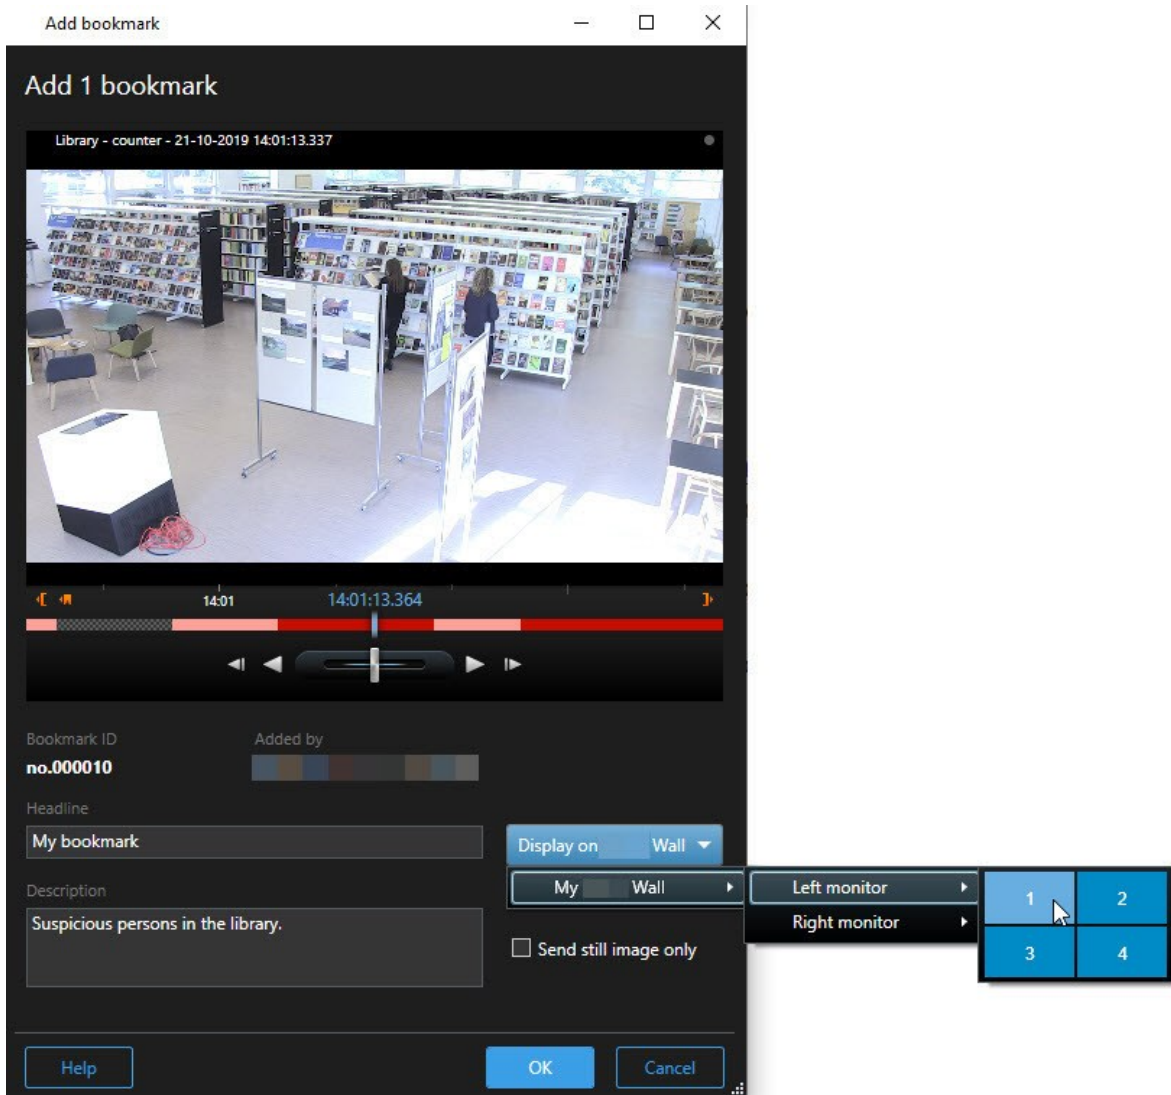 Add bookmark
Add 1 bookmark
Library - counter - 21-10-2019 14:01:13.337
14:01
14:01:13.364
Bookmark ID
Added by
no.000010
Headline
My bookmark
Display on Wall
My Wall
Left monitor
1
2
Right monitor
3
4
Description
Suspicious persons in the library.
Send still image only
Help
OK
Cancel